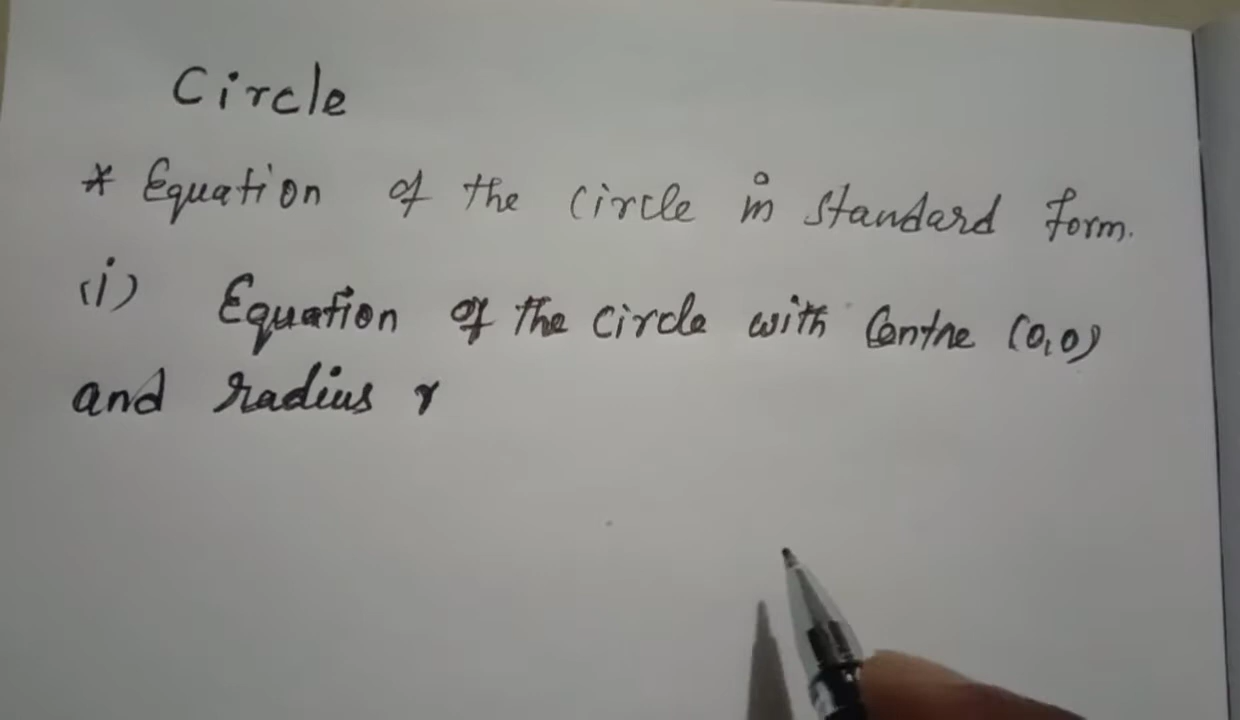 Circle
* Equation of the circle in standard form.
(i) Equation of the circle with Centre (0,0)
and radius r